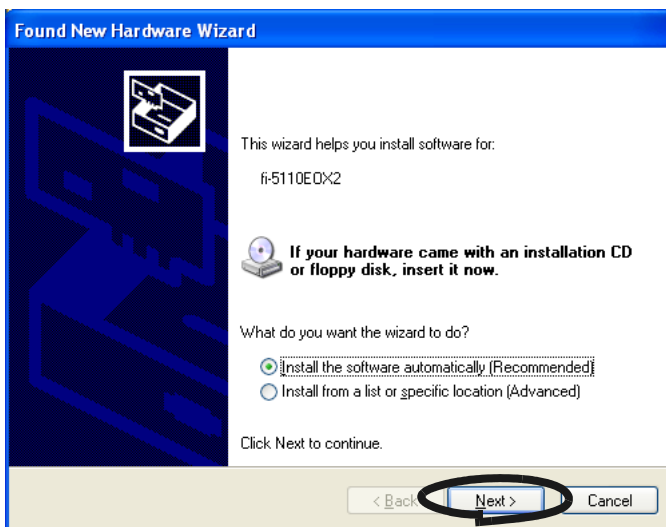 Found New Hardware Wizard
This wizard helps you install software for:
fi-5110EOX2
If your hardware came with an installation CD
or floppy disk, insert it now.
What do you want the wizard to do?
Install the software automatically (Recommended)
Install from a list or specific location (Advanced)
Click Next to continue.
< Back Next > Cancel